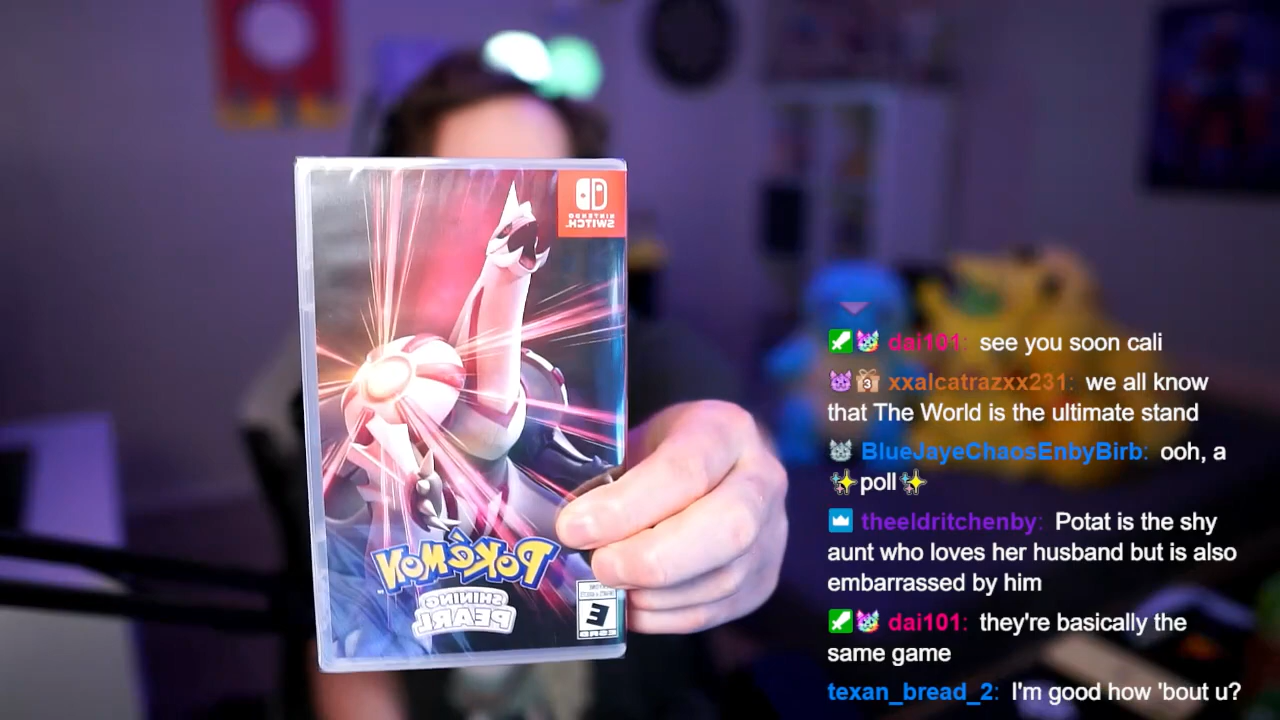 NINTENDO
SWITCH
POKéMON
SHINING
PEARL
E
ESRB
dai101: see you soon cali
3 xxalcatrazxx231: we all know
that The World is the ultimate stand
BlueJayeChaosEnbyBirb: ooh, a
✨poll✨
theeldritchenby: Potat is the shy
aunt who loves her husband but is also
embarrassed by him
dai101: they're basically the
same game
texan_bread_2: I'm good how 'bout u?